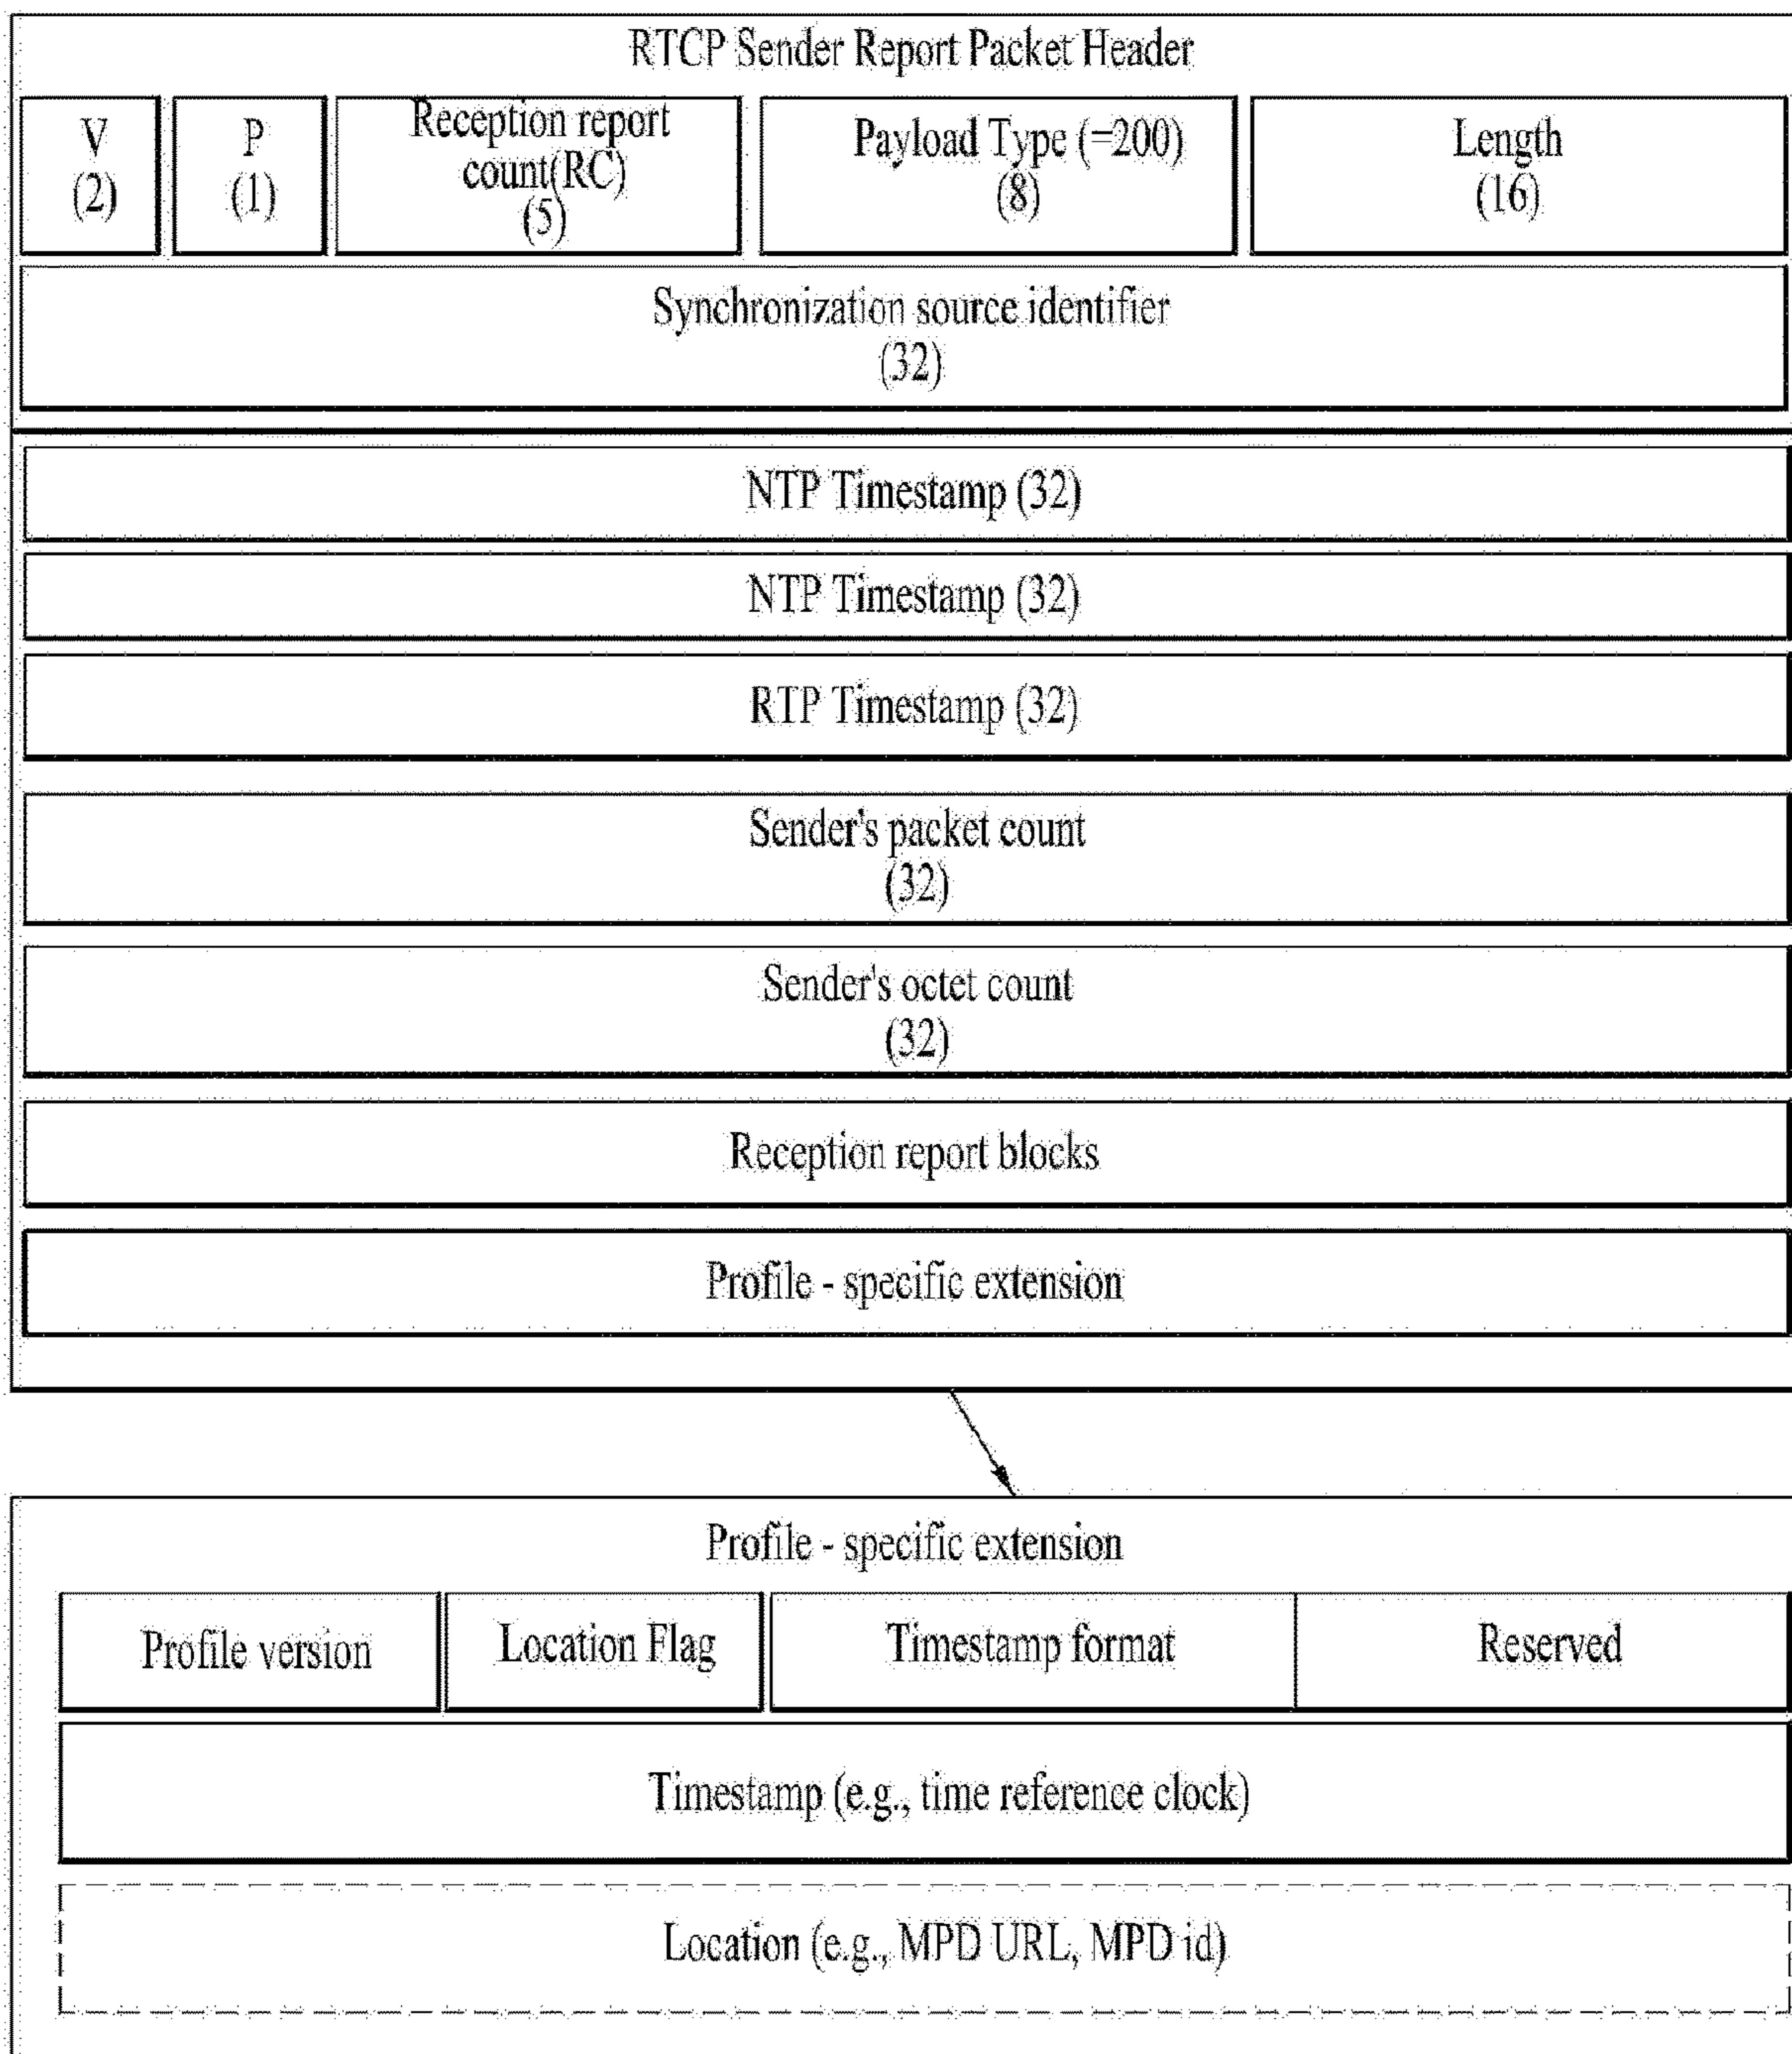 RTCP Sender Report Packet Header
V
(2)
P
(1)
Reception report
count(RC)
(5)
Payload Type (=200)
(8)
Length
(16)
Synchronization source identifier
(32)
NTP Timestamp (32)
NTP Timestamp (32)
RTP Timestamp (32)
Sender's packet count
(32)
Sender's octet count
(32)
Reception report blocks
Profile - specific extension
Profile - specific extension
Profile version
Location Flag
Timestamp format
Reserved
Timestamp (e.g., time reference clock)
Location (e.g., MPD URL, MPD id)